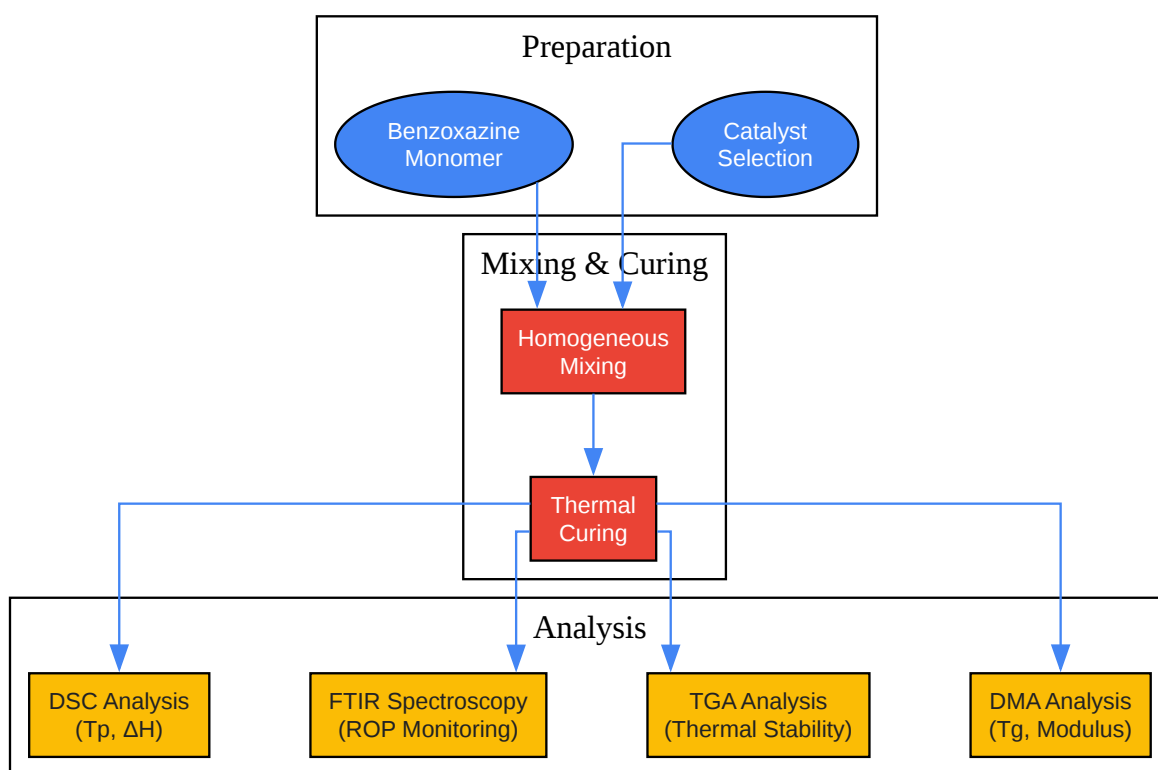 Preparation
Benzoxazine
Monomer
Catalyst
Selection
Mixing & Curing
Homogeneous
Mixing
Thermal
Curing
Analysis
DSC Analysis
(Tp, ΔH)
FTIR Spectroscopy
(ROP Monitoring)
TGA Analysis
(Thermal Stability)
DMA Analysis
(Tg, Modulus)